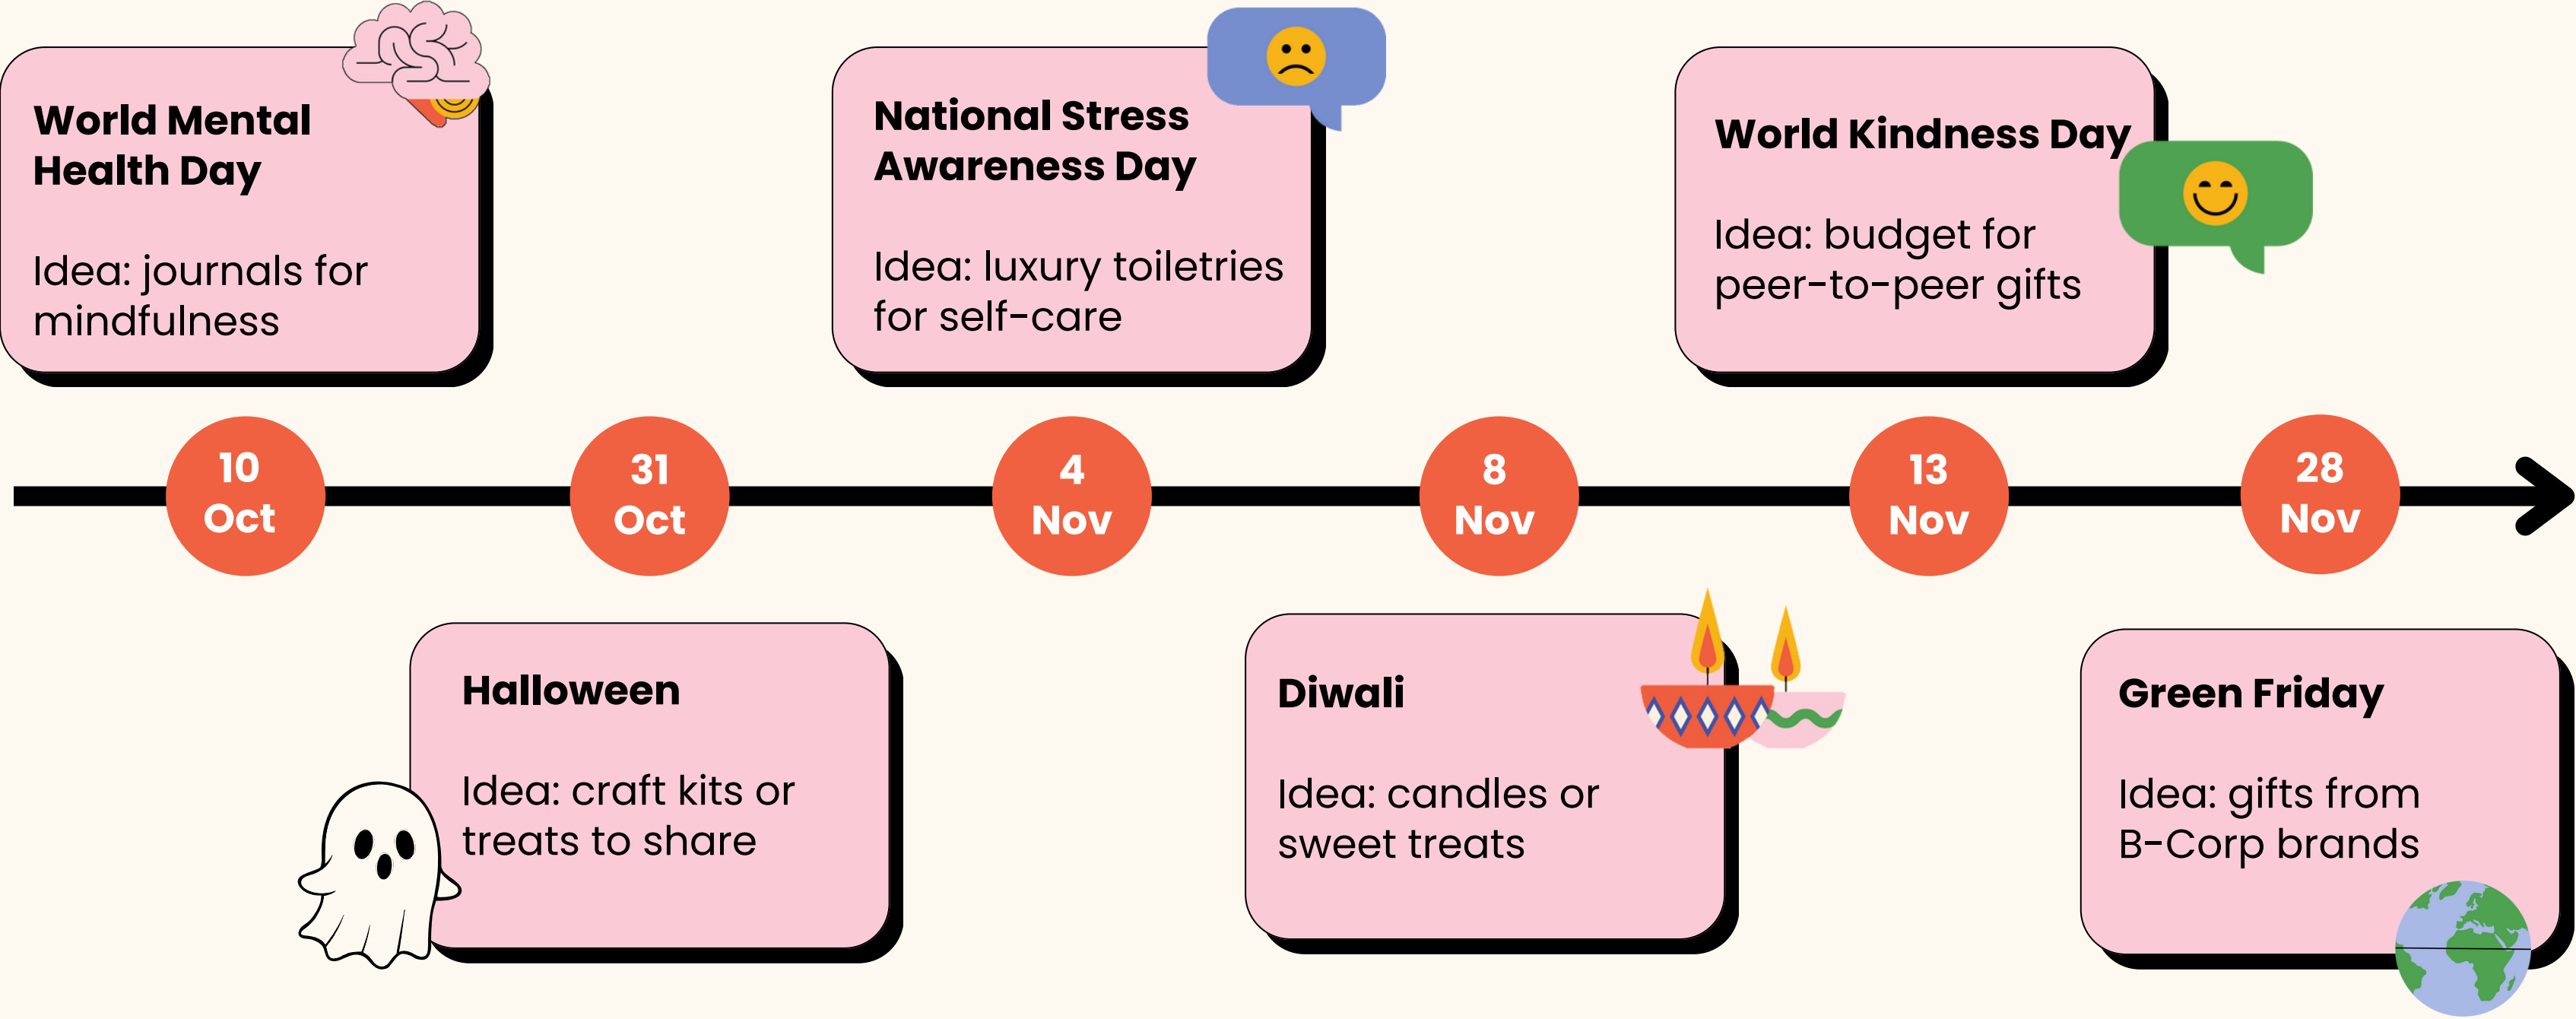 World Mental
Health Day
Idea: journals for
mindfulness
National Stress
Awareness Day
Idea: luxury toiletries
for self-care
World Kindness Day
Idea: budget for
peer-to-peer gifts
10
Oct
31
Oct
4
Nov
8
Nov
13
Nov
28
Nov
Halloween
Idea: craft kits or
treats to share
Diwali
Idea: candles or
sweet treats
Green Friday
Idea: gifts from
B-Corp brands